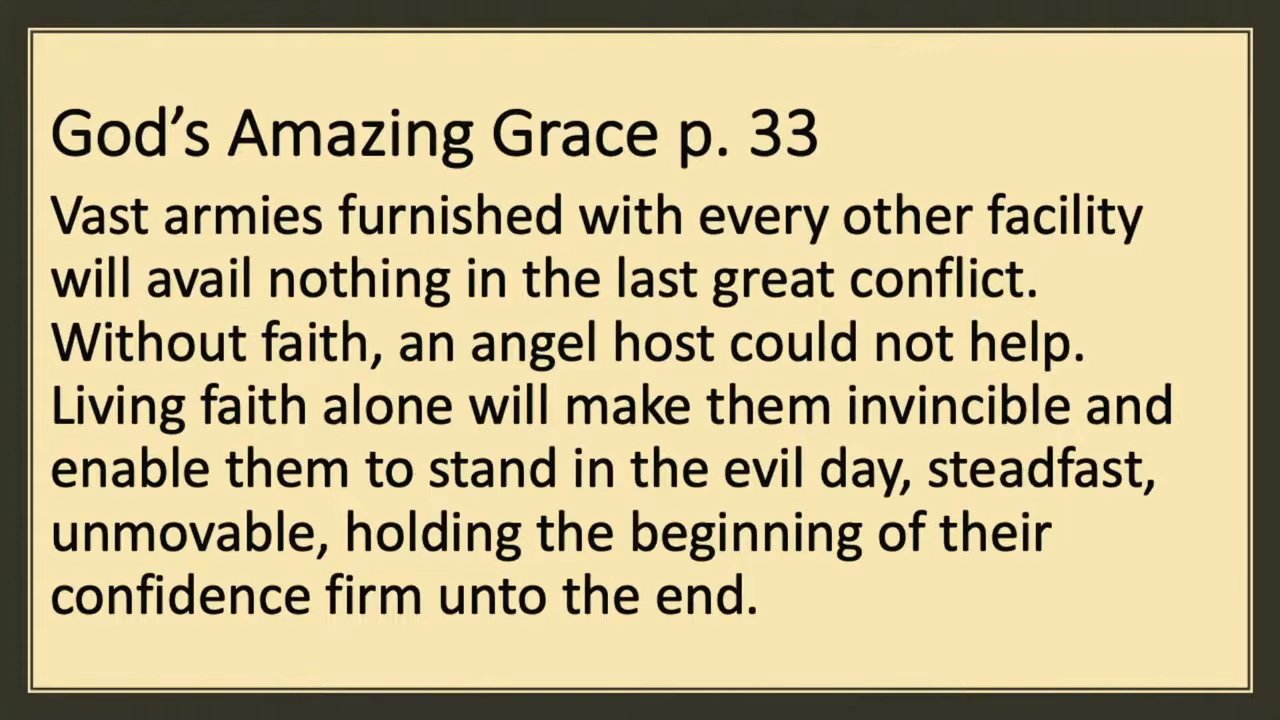 God’s Amazing Grace p. 33
Vast armies furnished with every other facility
will avail nothing in the last great conflict.
Without faith, an angel host could not help.
Living faith alone will make them invincible and
enable them to stand in the evil day, steadfast,
unmovable, holding the beginning of their
confidence firm unto the end.